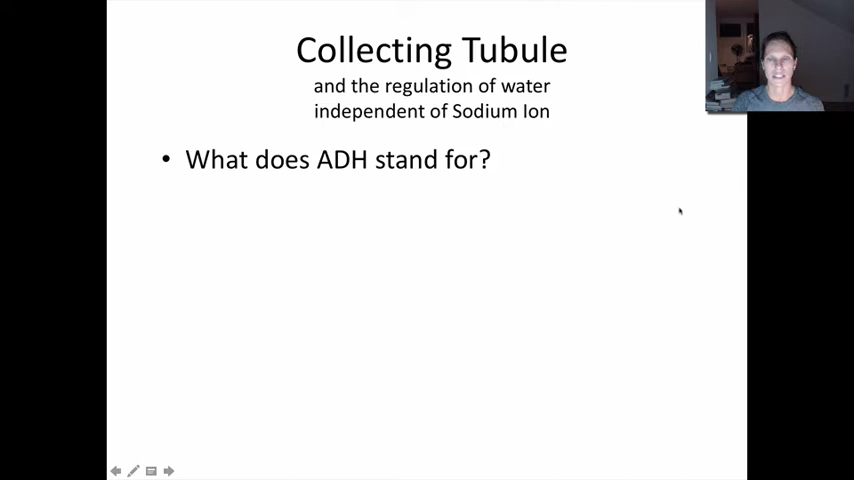 Collecting Tubule
and the regulation of water
independent of Sodium Ion
• What does ADH stand for?